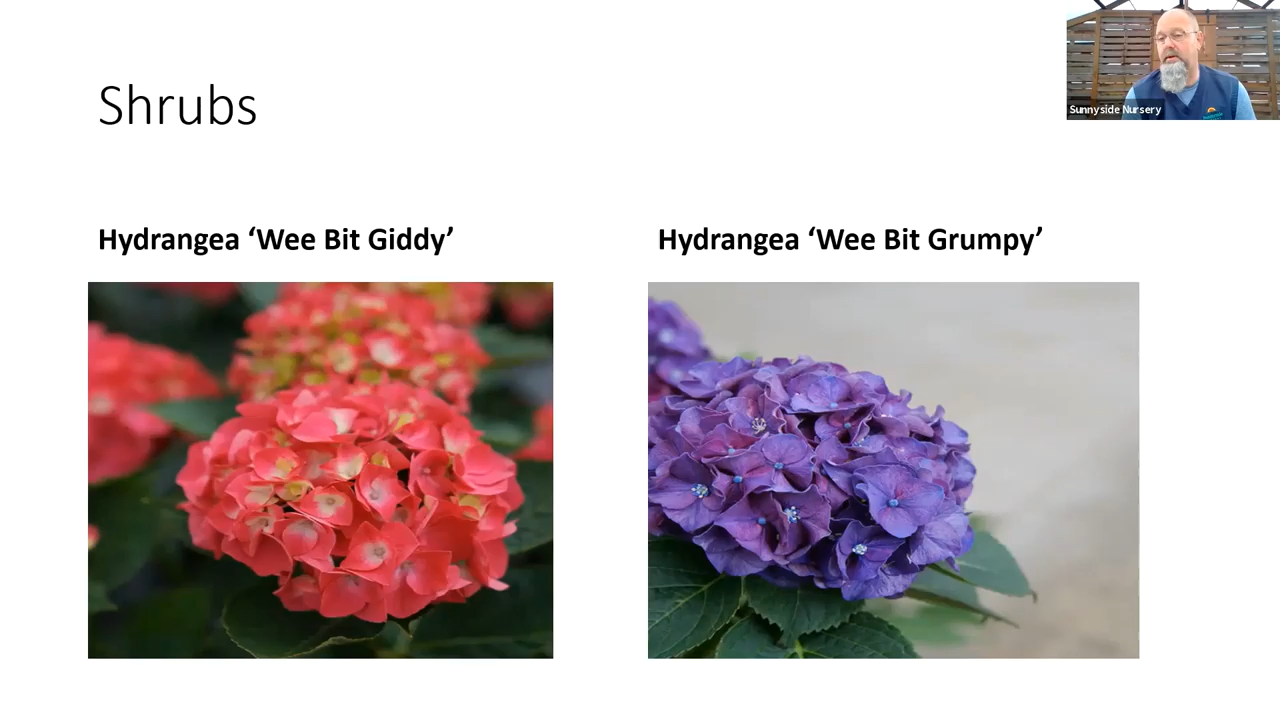 Shrubs
Sunnyside Nursery
Hydrangea ‘Wee Bit Giddy’
Hydrangea ‘Wee Bit Grumpy’